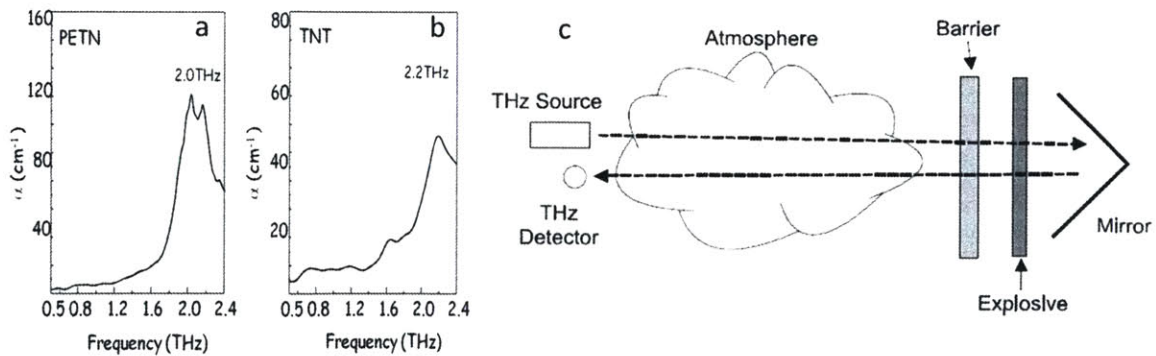 160
a
PETN
2.0THz
120
80
40
α (cm⁻¹)
0.5 0.8 1.2 1.6 2.0 2.4
Frequency (THz)
80
b
TNT
2.2THz
60
40
20
α (cm⁻¹)
0.5 0.8 1.2 1.6 2.0 2.4
Frequency (THz)
c
Atmosphere
Barrier
THz Source
THz
Detector
Mirror
Explosive